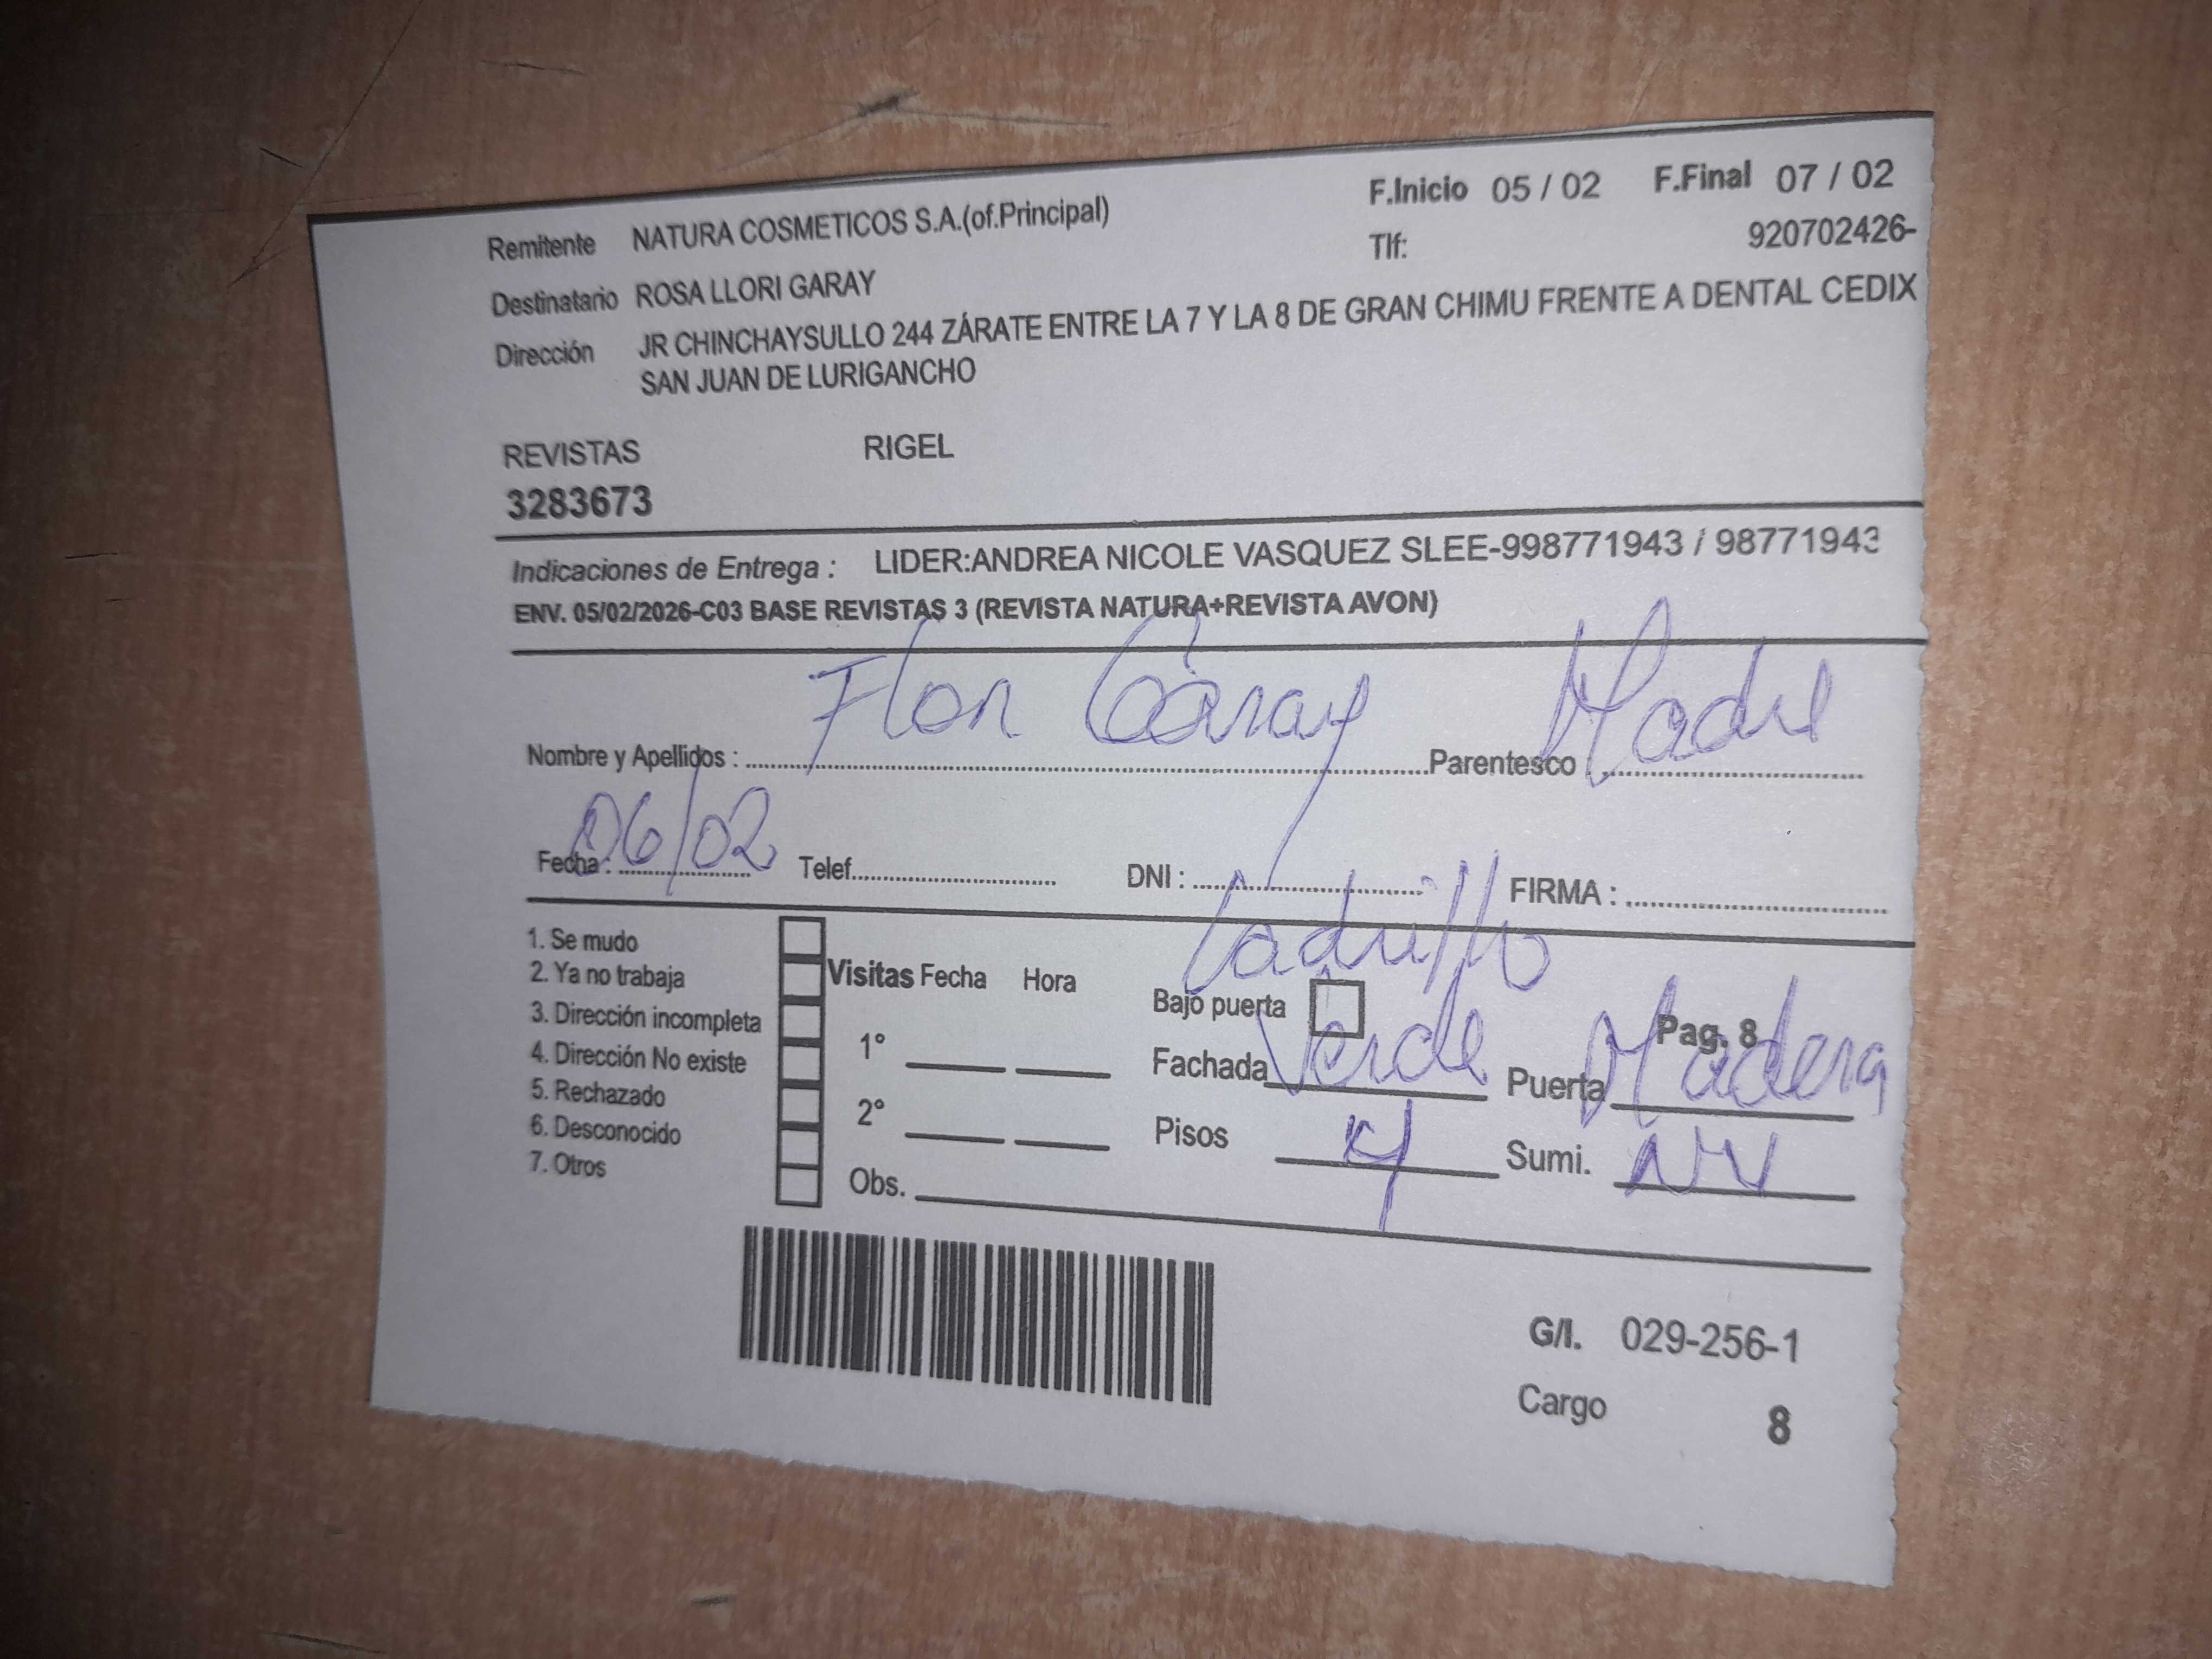 F.Inicio 05 / 02 F.Final 07 / 02
Remitente NATURA COSMETICOS S.A.(of.Principal) Tlf: 920702426-
Destinatario ROSA LLORI GARAY
Dirección JR CHINCHAYSULLO 244 ZÁRATE ENTRE LA 7 Y LA 8 DE GRAN CHIMU FRENTE A DENTAL CEDIX
SAN JUAN DE LURIGANCHO
REVISTAS RIGEL
3283673
Indicaciones de Entrega : LIDER:ANDREA NICOLE VASQUEZ SLEE-998771943 / 98771943
ENV. 05/02/2026-C03 BASE REVISTAS 3 (REVISTA NATURA+REVISTA AVON)
Nombre y Apellidos : Flor Garay Parentesco Madre
Fecha : 06/02 Telef. DNI : FIRMA :
Ladrillo
1. Se mudo
2. Ya no trabaja
3. Dirección incompleta
4. Dirección No existe
5. Rechazado
6. Desconocido
7. Otros
Visitas Fecha Hora
1°
2°
Obs.
Bajo puerta Pag. 8
Fachada Verde Puerta Madera
Pisos 4 Sumi. NV
G/I. 029-256-1
Cargo 8